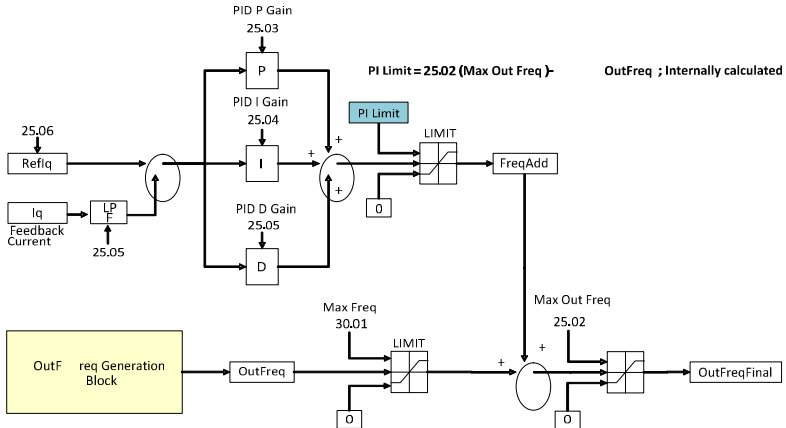 PID P Gain
25.03
P
PI Limit = 25.02 (Max Out Freq )- OutFreq ; Internally calculated
PID I Gain
25.04
PI Limit
25.06
+
+
LIMIT
RefIq
I
FreqAdd
+
Iq
LP
F
PID D Gain
0
Feedback
Current
25.05
25.05
D
Max Freq
30.01
Max Out Freq
25.02
LIMIT
+
+
OutF req Generation
Block
OutFreq
OutFreqFinal
0
0